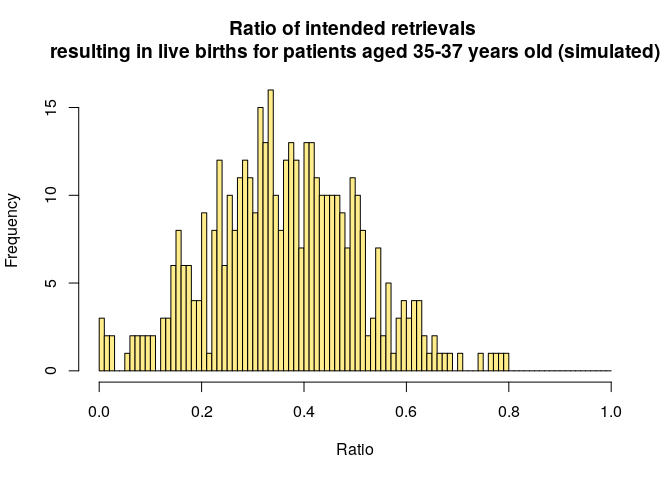 Ratio of intended retrievals
resulting in live births for patients aged 35-37 years old (simulated)
15
10
5
0
Frequency
0.0 0.2 0.4 0.6 0.8 1.0
Ratio